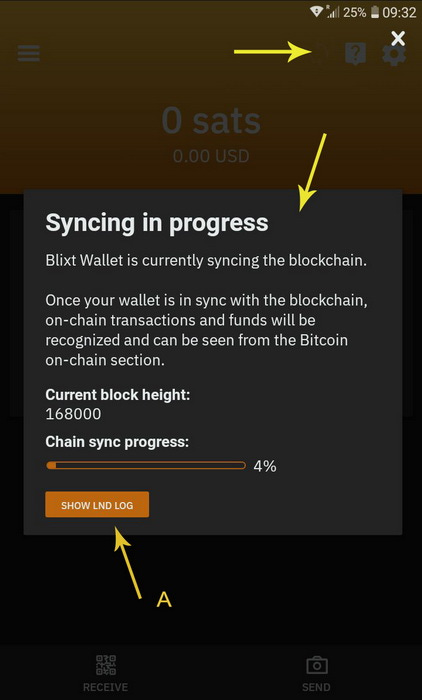 25% 09:32
0 sats
0.00 USD
Syncing in progress
Blixt Wallet is currently syncing the blockchain.
Once your wallet is in sync with the blockchain,
on-chain transactions and funds will be
recognized and can be seen from the Bitcoin
on-chain section.
Current block height:
168000
Chain sync progress:
4%
SHOW LND LOG
A
RECEIVE
SEND